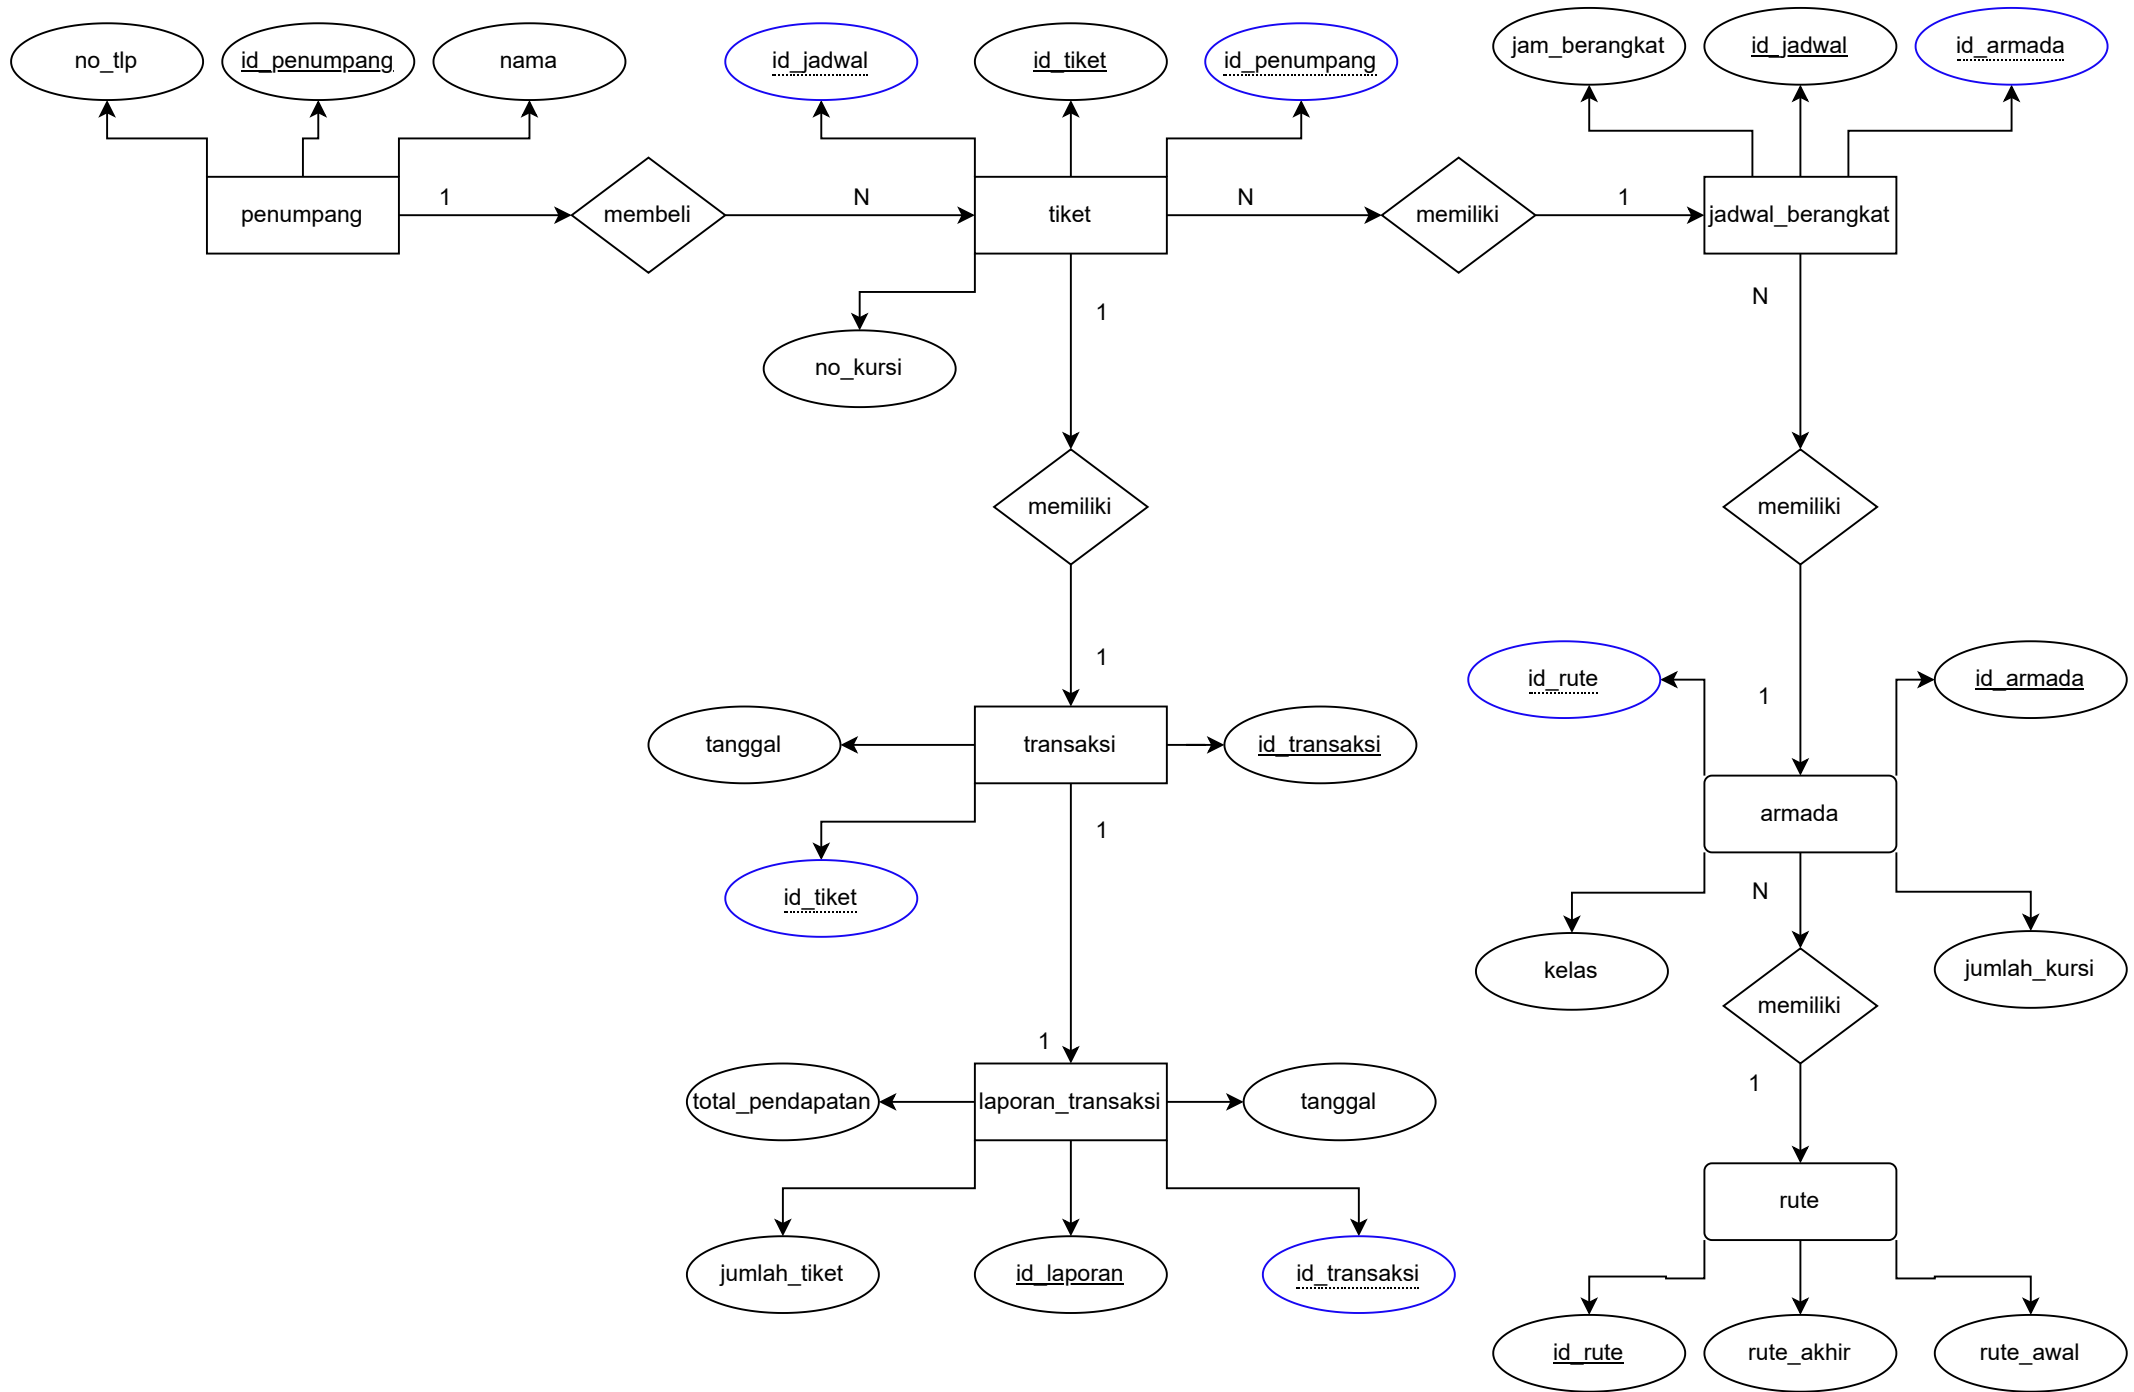 no_tlp
id_penumpang
nama
id_jadwal
id_tiket
id_penumpang
jam_berangkat
id_jadwal
id_armada
penumpang
1
membeli
N
tiket
N
memiliki
1
jadwal_berangkat
N
1
no_kursi
memiliki
memiliki
1
id_rute
id_armada
1
tanggal
transaksi
id_transaksi
armada
1
id_tiket
N
kelas
jumlah_kursi
memiliki
1
1
total_pendapatan
laporan_transaksi
tanggal
rute
jumlah_tiket
id_laporan
id_transaksi
id_rute
rute_akhir
rute_awal